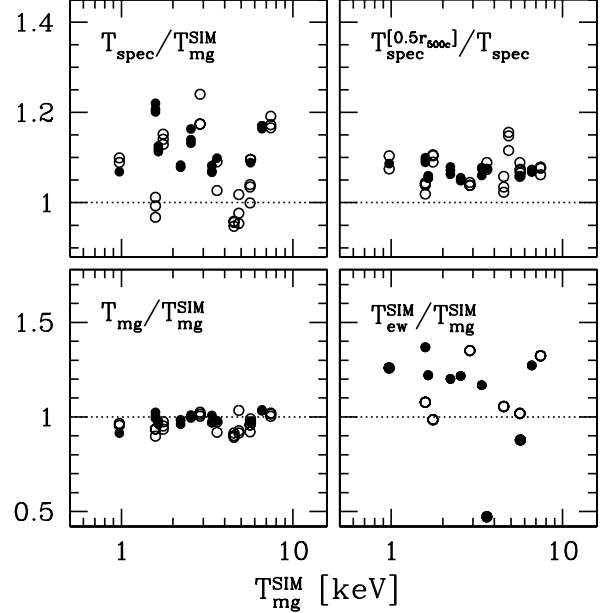 1.4
T_spec/T_mg^SIM
T_spec^[0.5r_500c]/T_spec
1.2
1
T_mg/T_mg^SIM
T_ew^SIM/T_mg^SIM
1.5
1
0.5
1 10 1 10
T_mg^SIM [keV]